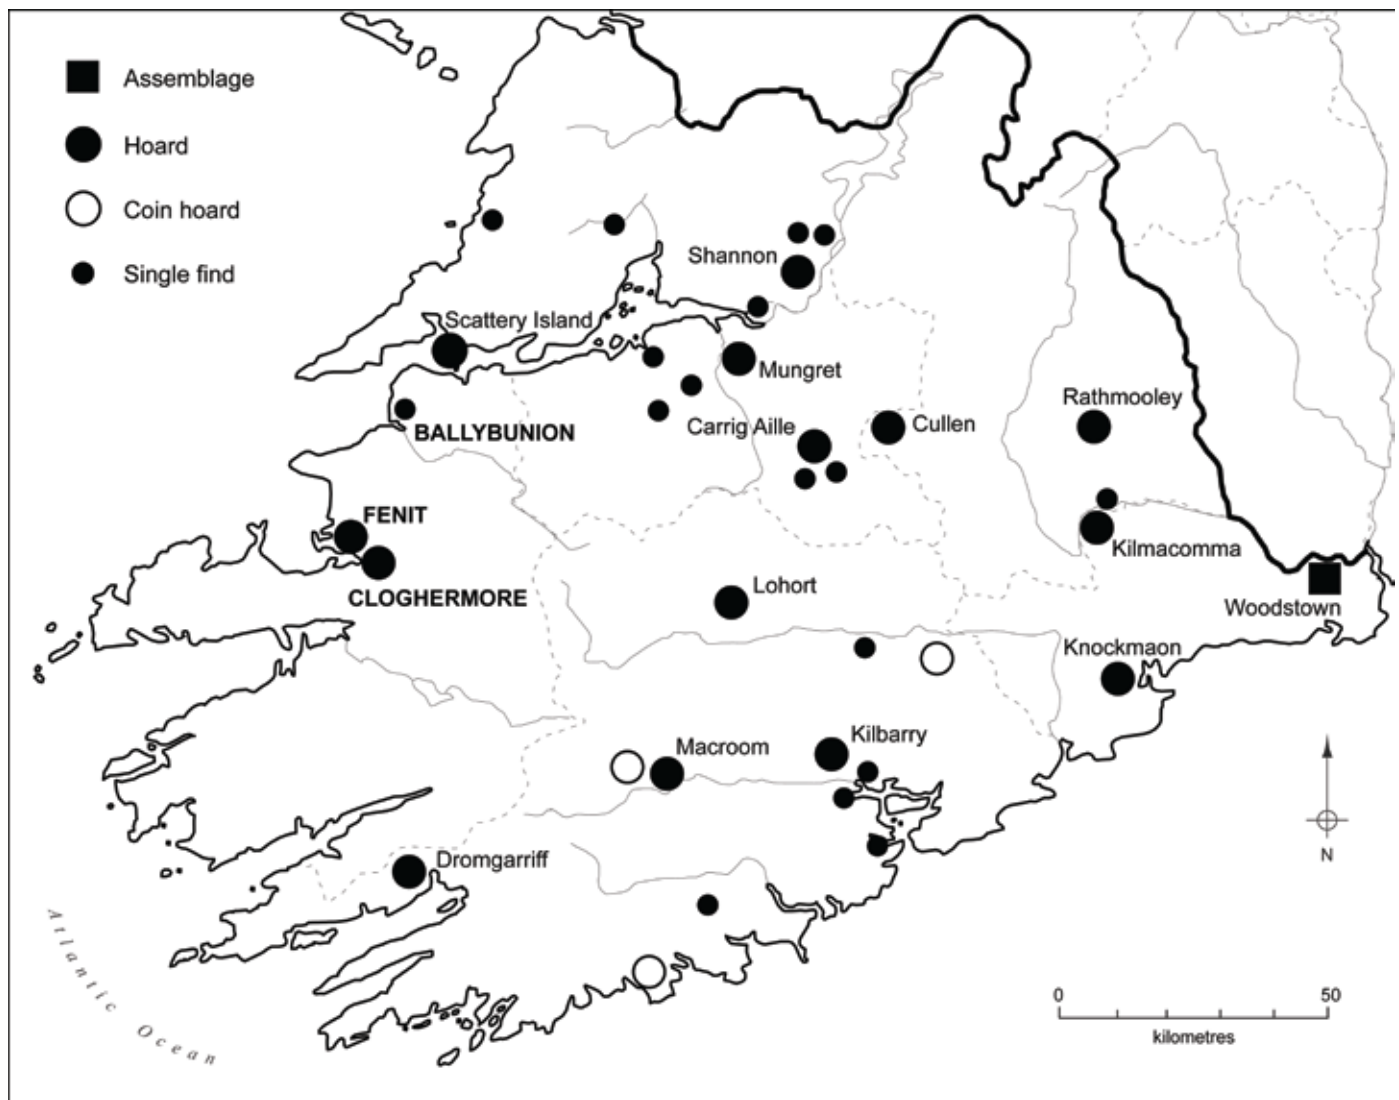 Assemblage
Hoard
Coin hoard
Single find
Shannon
Scattery Island
Mungret
Rathmooley
BALLYBUNION
Carrig Aille
Cullen
FENIT
Kilmacomma
CLOGHERMORE
Lohort
Woodstown
Knockmaon
Macroom
Kilbarry
Dromgarriff
N
Atlantic Ocean
0 50
kilometres